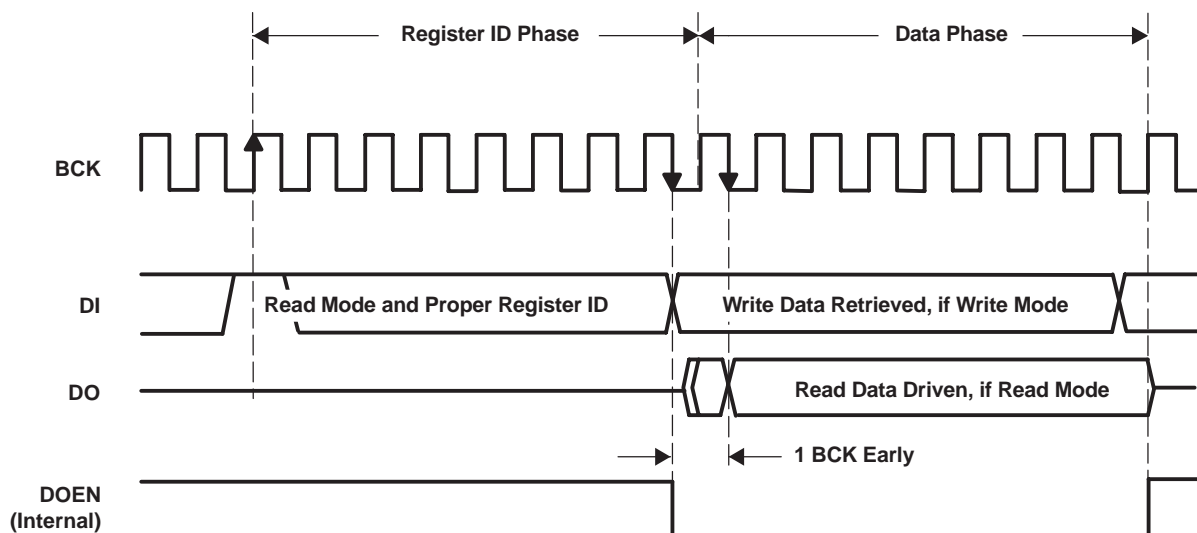 Register ID Phase
Data Phase
BCK
DI
Read Mode and Proper Register ID
Write Data Retrieved, if Write Mode
DO
Read Data Driven, if Read Mode
1 BCK Early
DOEN
(Internal)